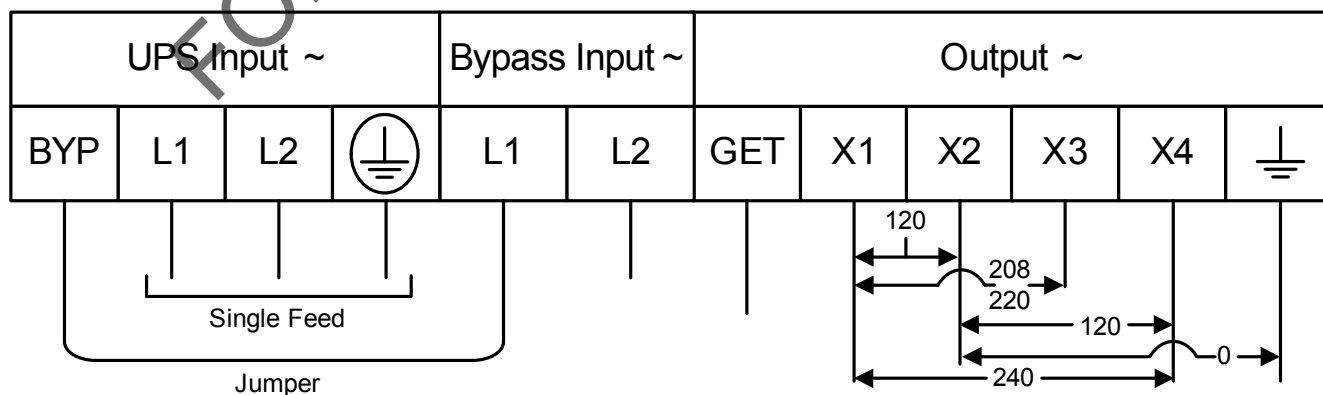 FO
UPS Input ~ Bypass Input ~ Output ~
BYP L1 L2 L1 L2 GET X1 X2 X3 X4
120
208
220
Single Feed
120
0
Jumper
240